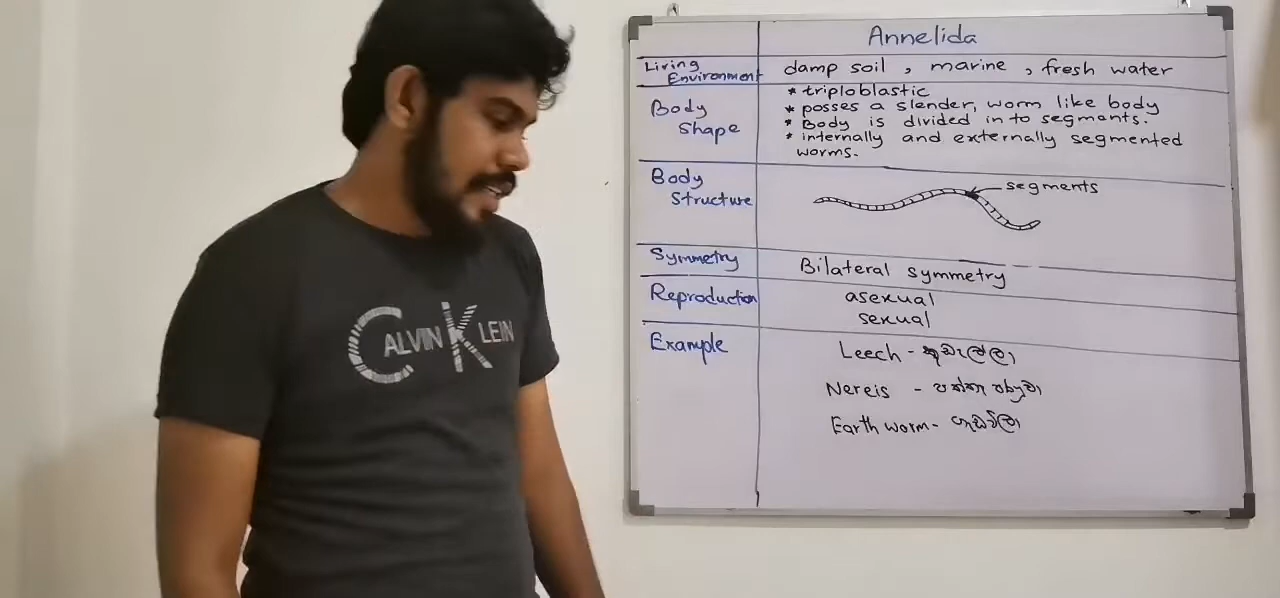 CALVIN KLEIN
Annelida
Living
Environment
damp soil , marine , fresh water
Body
Shape
* triploblastic
* posses a slender, worm like body
* Body is divided in to segments.
* internally and externally segmented
worms.
Body
Structure
segments
Symmetry
Bilateral symmetry
Reproduction
asexual
sexual
Example
Leech - කූඩැල්ලා
Nereis -
Earth worm - ගැඩවිලා